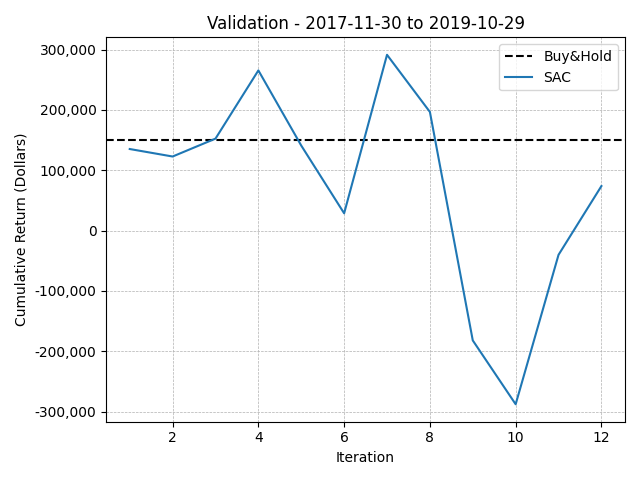 Validation - 2017-11-30 to 2019-10-29
Buy&Hold
SAC
Cumulative Return (Dollars)
300,000
200,000
100,000
0
-100,000
-200,000
-300,000
2 4 6 8 10 12
Iteration